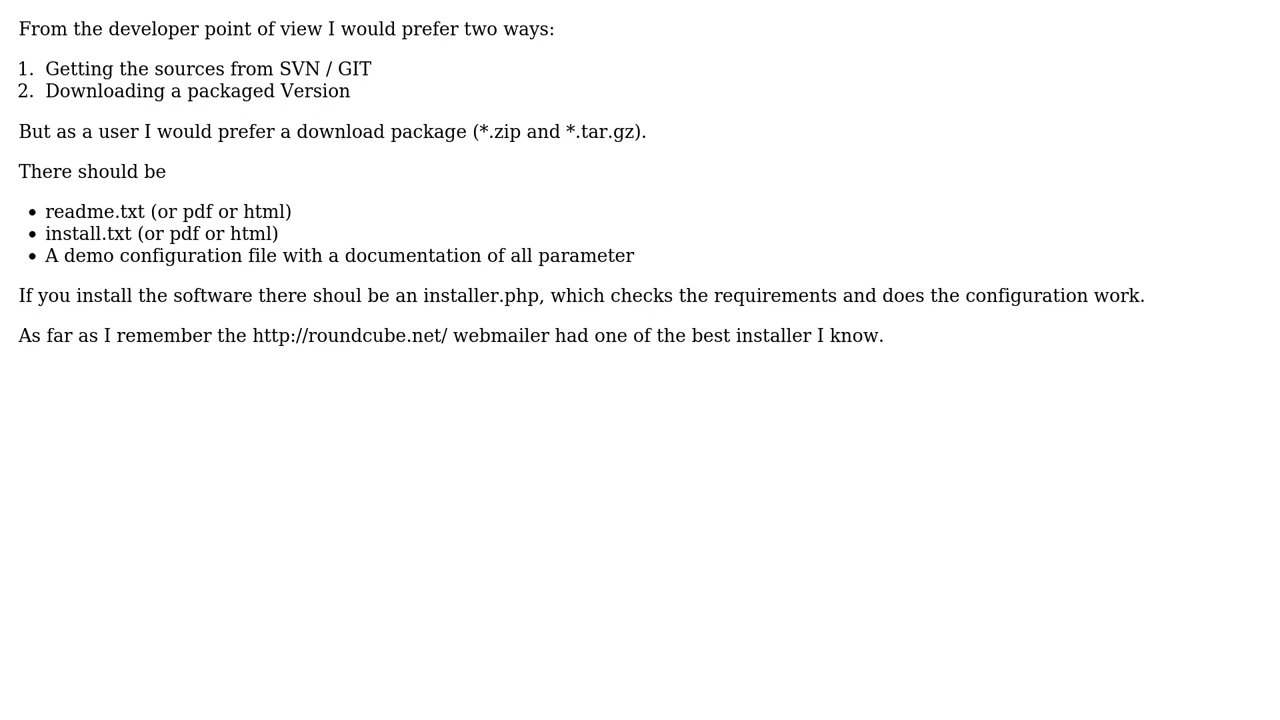 From the developer point of view I would prefer two ways:
1. Getting the sources from SVN / GIT
2. Downloading a packaged Version
But as a user I would prefer a download package (*.zip and *.tar.gz).
There should be
• readme.txt (or pdf or html)
• install.txt (or pdf or html)
• A demo configuration file with a documentation of all parameter
If you install the software there shoul be an installer.php, which checks the requirements and does the configuration work.
As far as I remember the http://roundcube.net/ webmailer had one of the best installer I know.